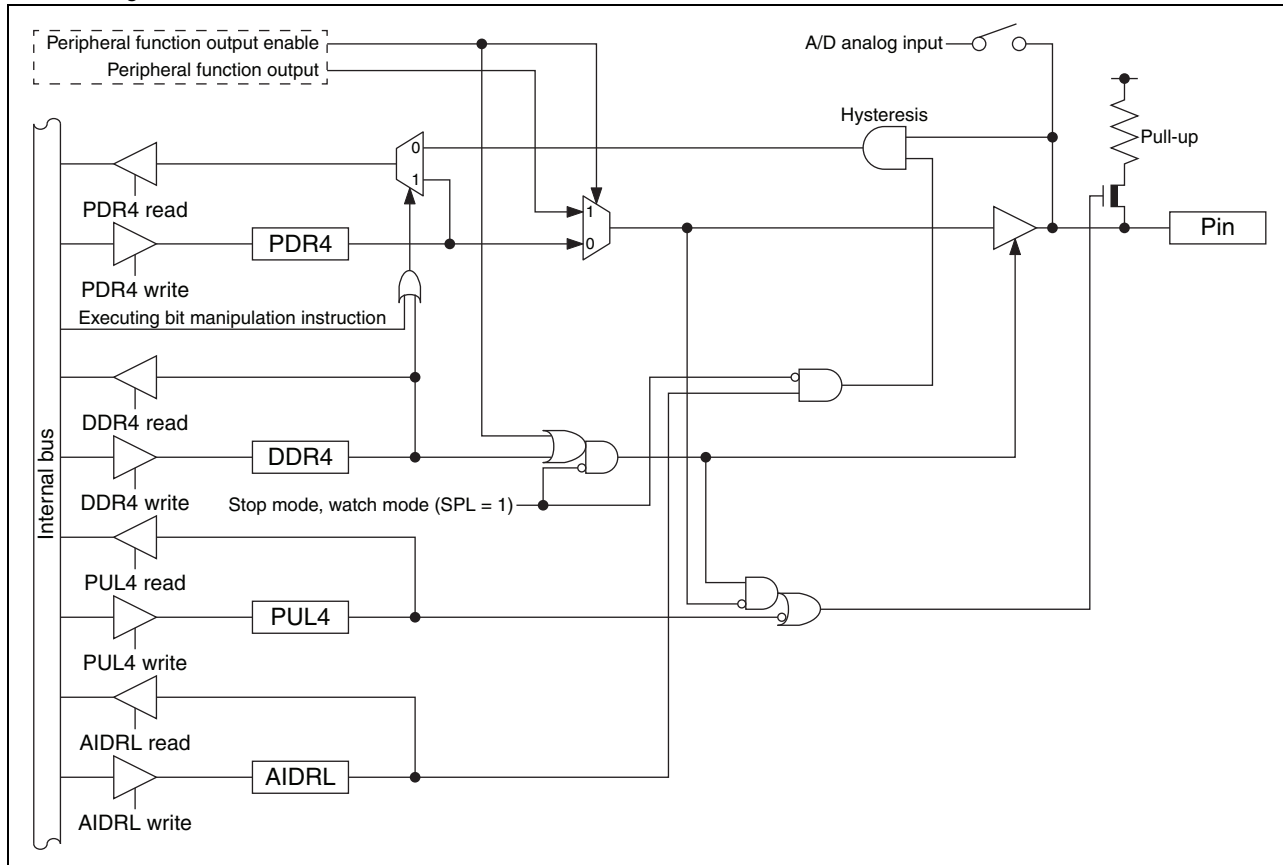 Peripheral function output enable
Peripheral function output
A/D analog input
Hysteresis
Pull-up
0
1
PDR4 read
1
0
PDR4
Pin
PDR4 write
Executing bit manipulation instruction
DDR4 read
DDR4
DDR4 write
Stop mode, watch mode (SPL = 1)
Internal bus
PUL4 read
PUL4
PUL4 write
AIDRL read
AIDRL
AIDRL write